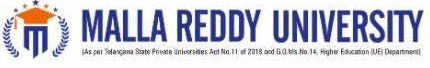 MALLA REDDY UNIVERSITY
(As per Telangana State Private Universities Act No.11 of 2018 and G.O.Ms.No.14, Higher Education (UE) Department)